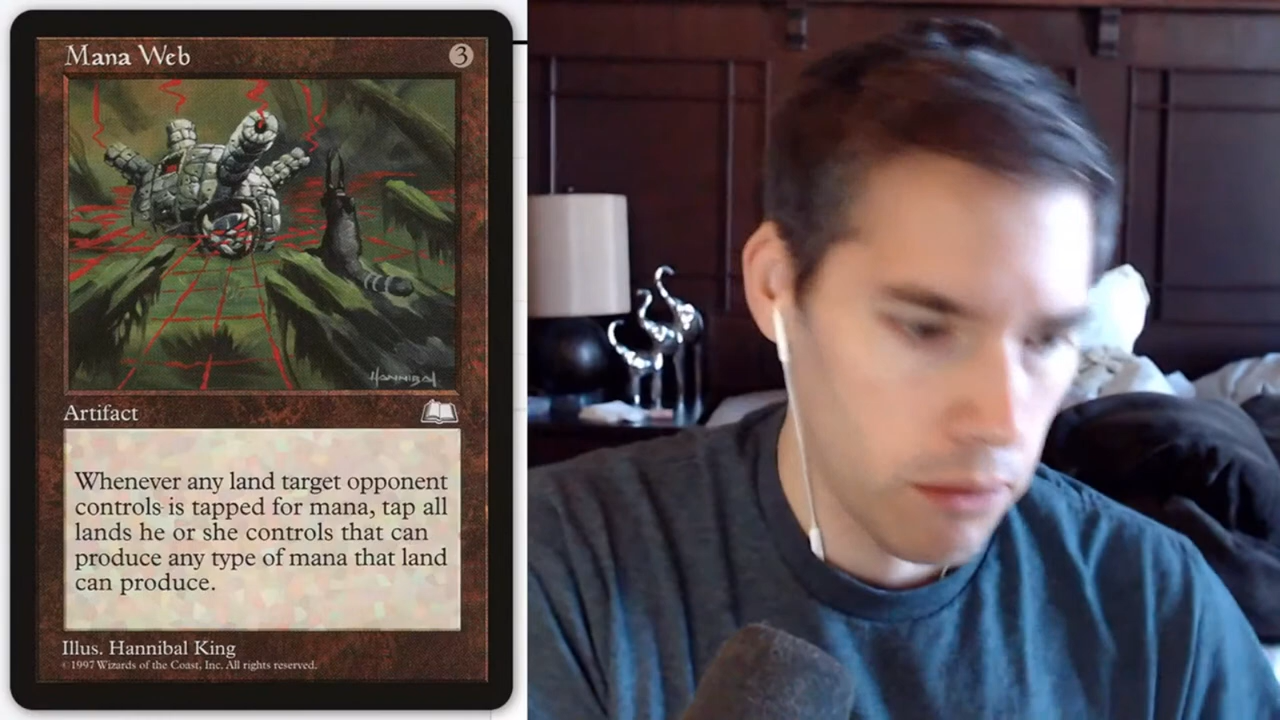 Mana Web
3
HANNIBAL
Artifact
Whenever any land target opponent
controls is tapped for mana, tap all
lands he or she controls that can
produce any type of mana that land
can produce.
Illus. Hannibal King
©1997 Wizards of the Coast, Inc. All rights reserved.